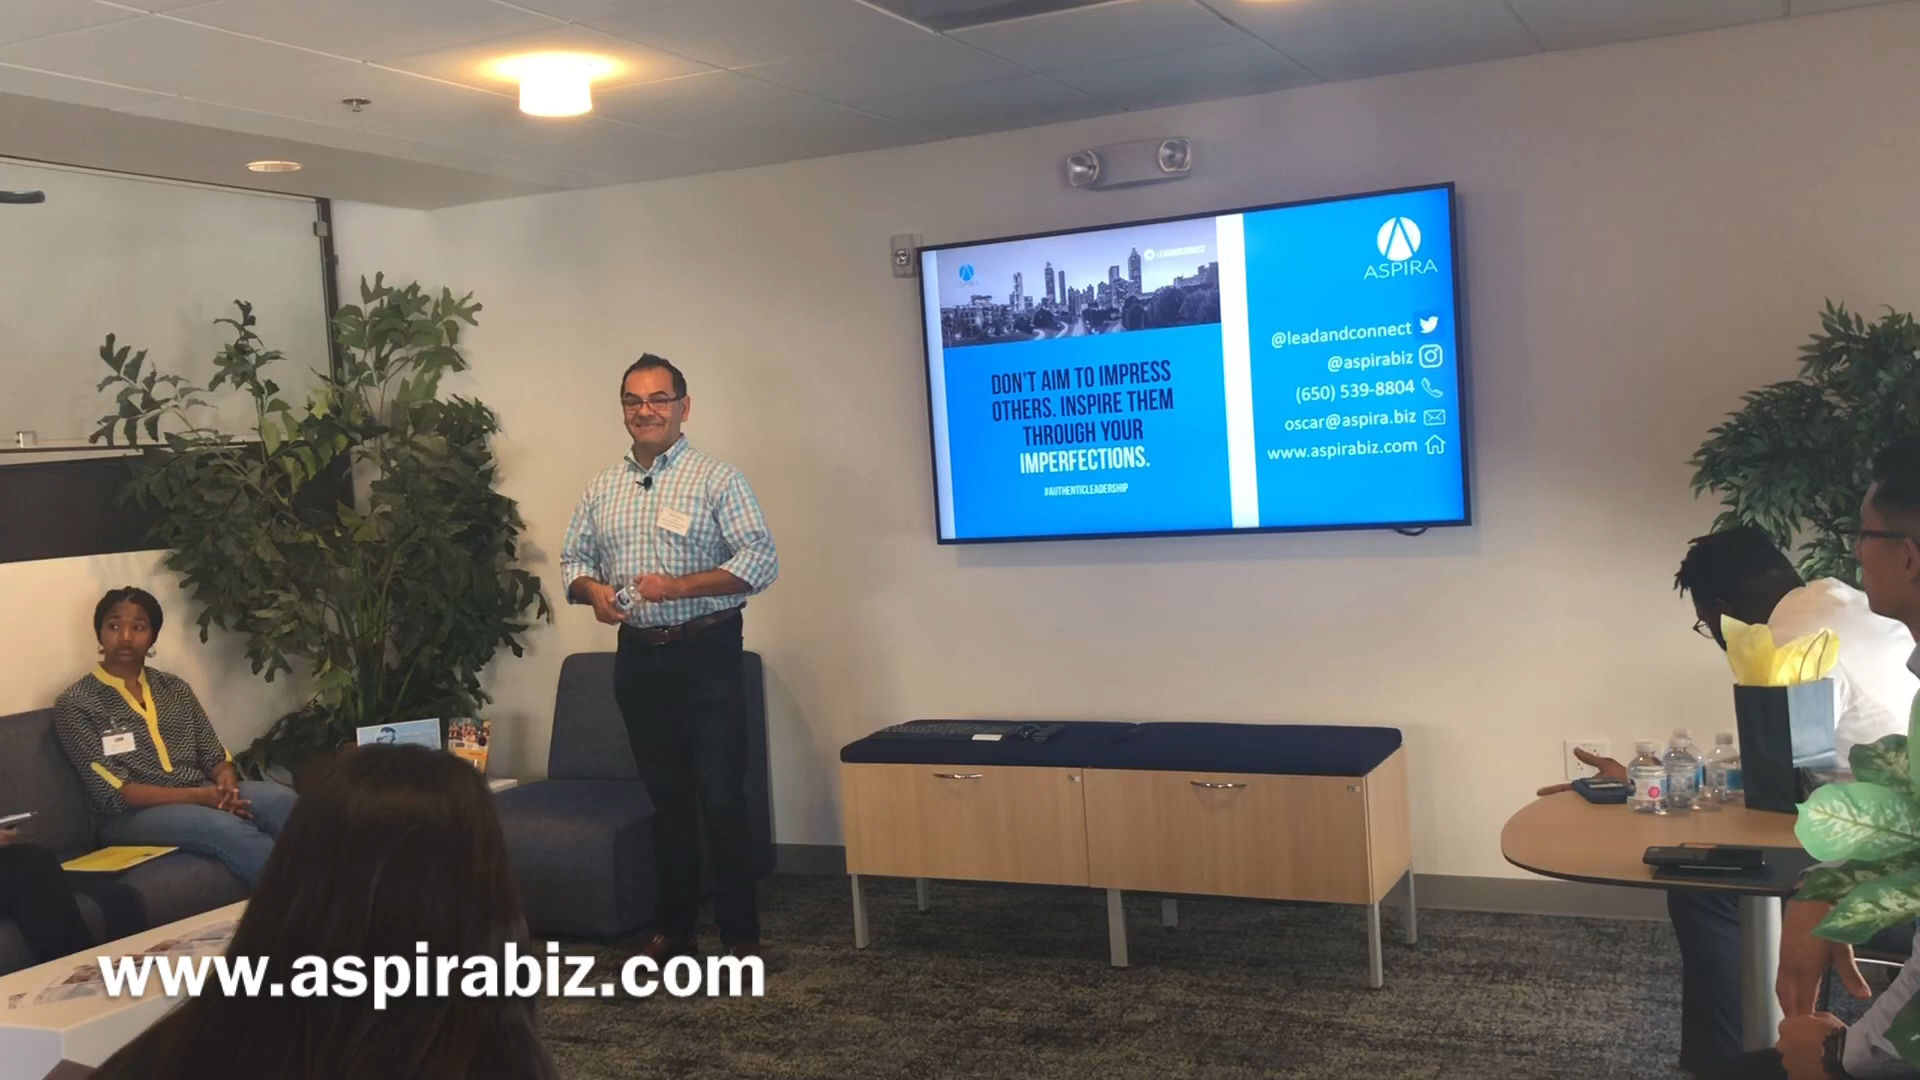 ASPIRA
@LEADANDCONNECT
DON'T AIM TO IMPRESS
OTHERS. INSPIRE THEM
THROUGH YOUR
IMPERFECTIONS.
#AUTHENTICLEADERSHIP
ASPIRA
@leadandconnect
@aspirabiz
(650) 539-8804
oscar@aspira.biz
www.aspirabiz.com
www.aspirabiz.com